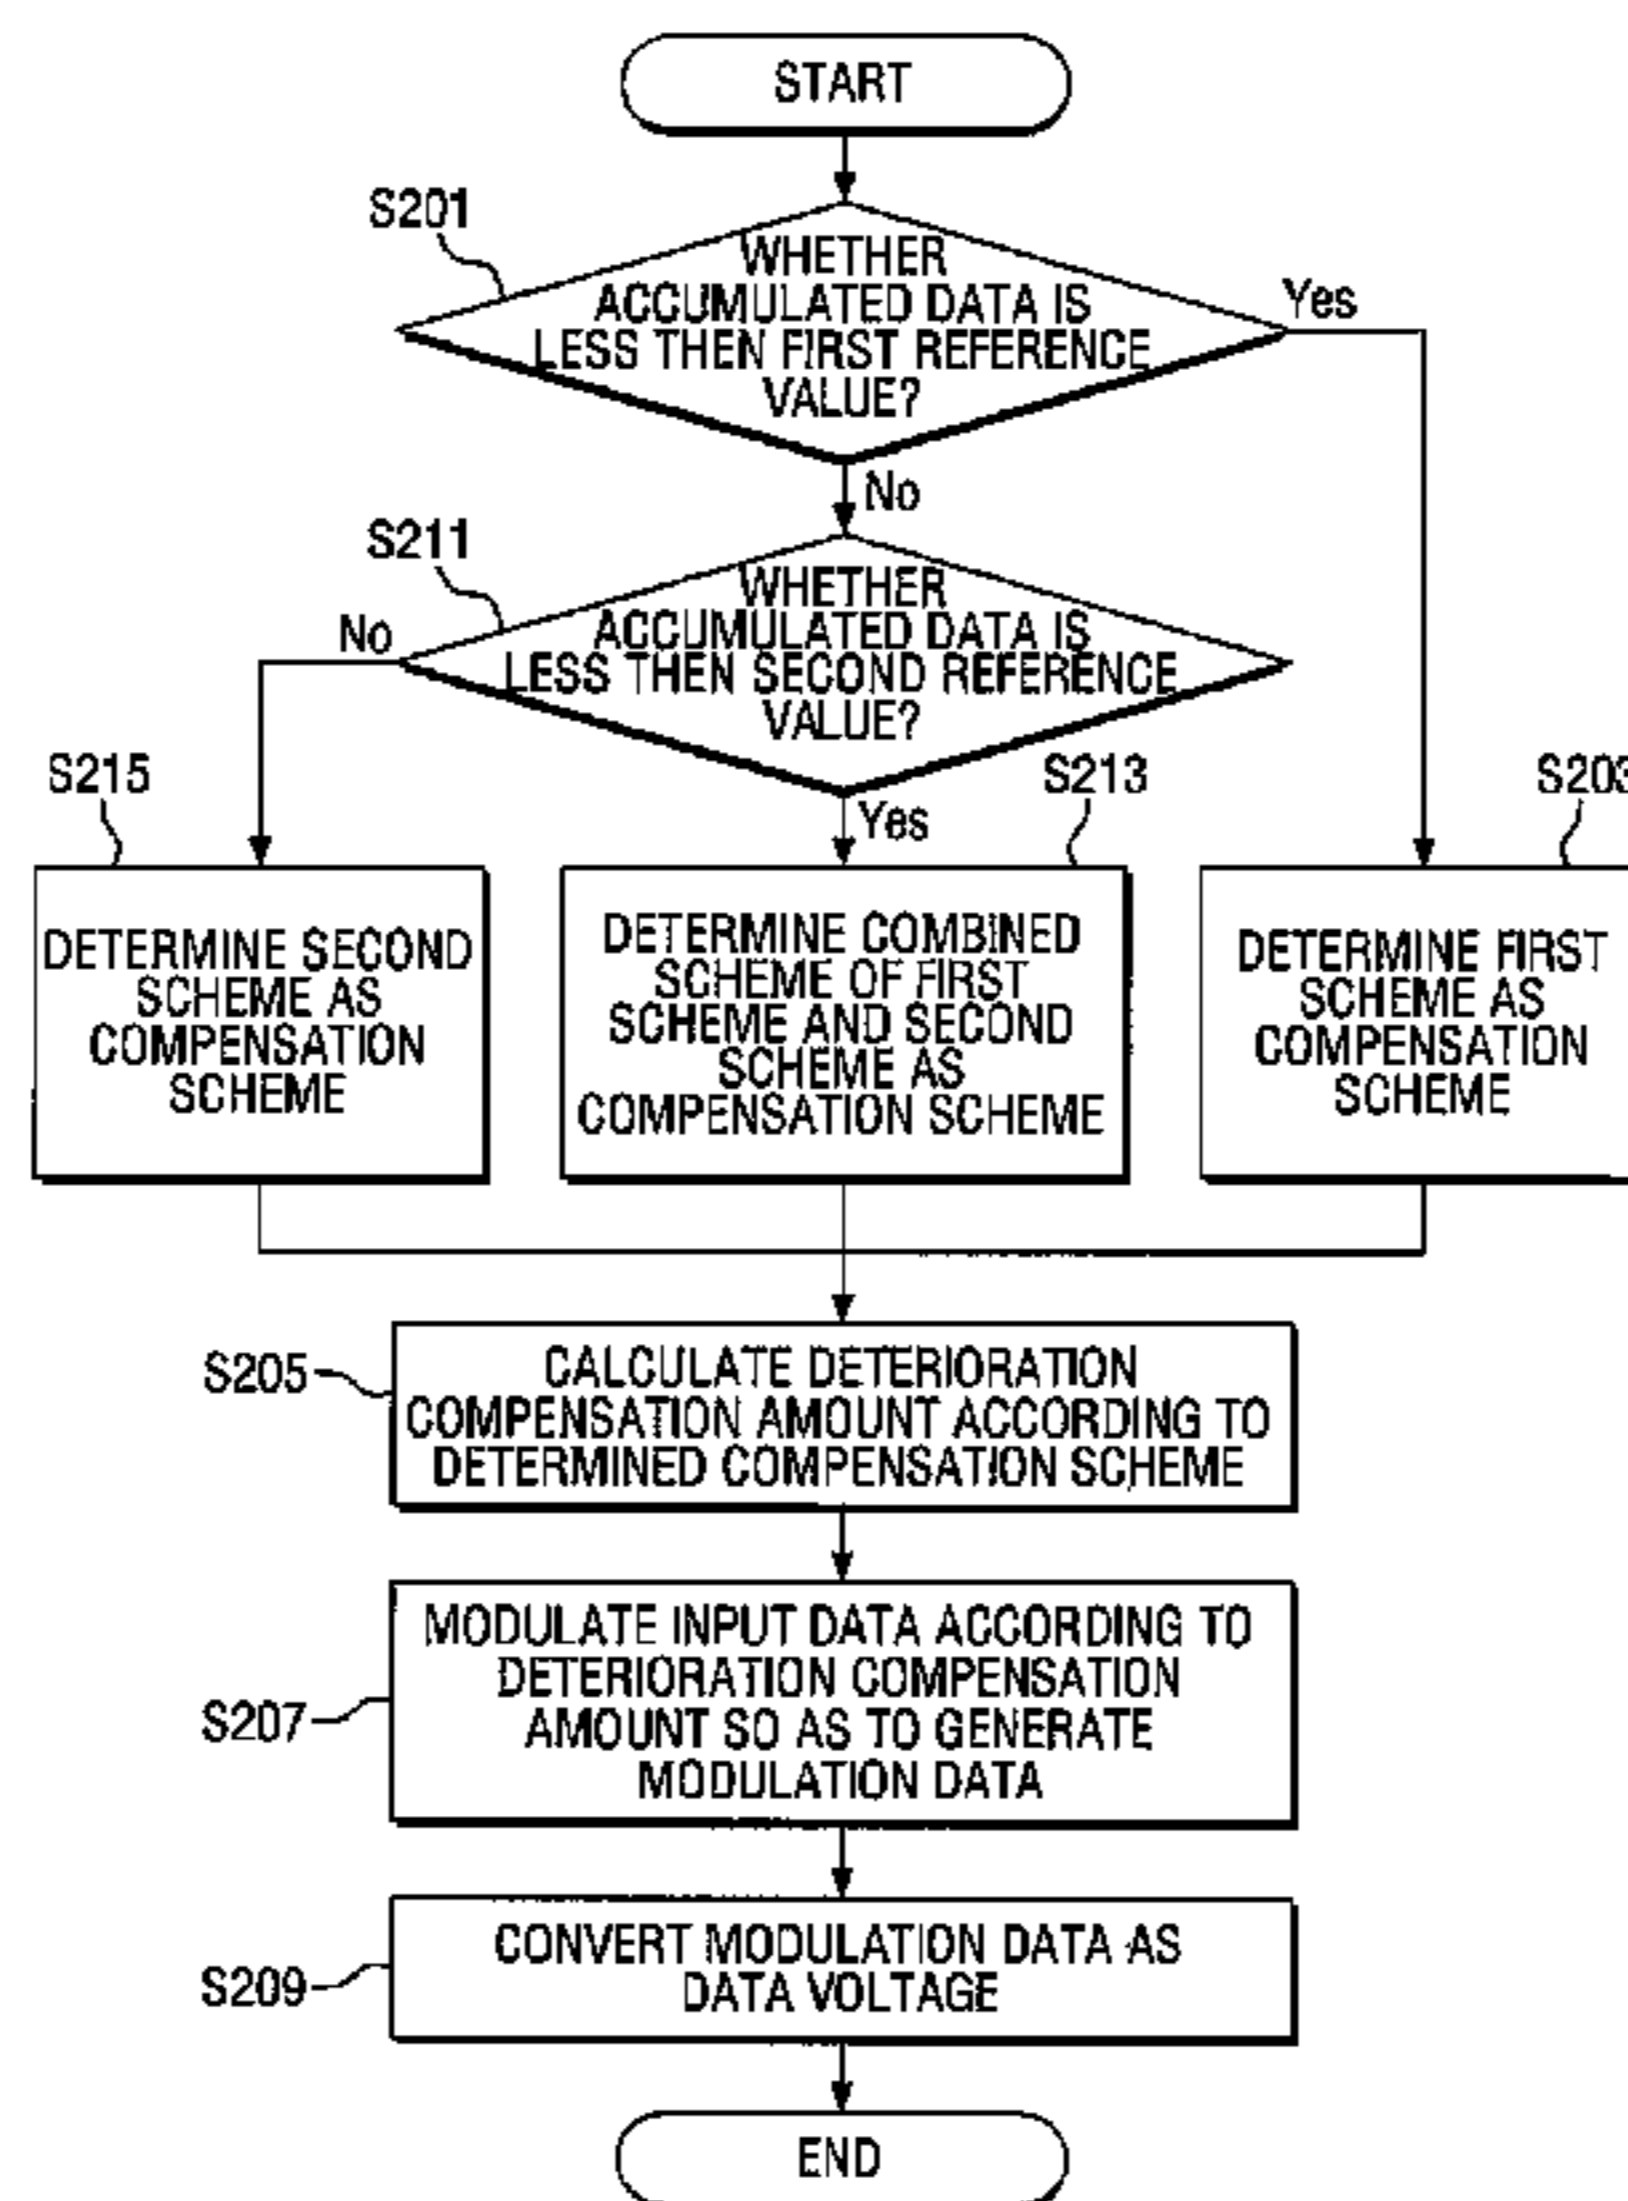 START
S201
WHETHER
ACCUMULATED DATA IS
LESS THEN FIRST REFERENCE
VALUE?
Yes
No
S211
WHETHER
ACCUMULATED DATA IS
LESS THEN SECOND REFERENCE
VALUE?
No
Yes
S215
DETERMINE SECOND
SCHEME AS
COMPENSATION
SCHEME
S213
DETERMINE COMBINED
SCHEME OF FIRST
SCHEME AND SECOND
SCHEME AS
COMPENSATION SCHEME
S203
DETERMINE FIRST
SCHEME AS
COMPENSATION
SCHEME
S205
CALCULATE DETERIORATION
COMPENSATION AMOUNT ACCORDING TO
DETERMINED COMPENSATION SCHEME
S207
MODULATE INPUT DATA ACCORDING TO
DETERIORATION COMPENSATION
AMOUNT SO AS TO GENERATE
MODULATION DATA
S209
CONVERT MODULATION DATA AS
DATA VOLTAGE
END